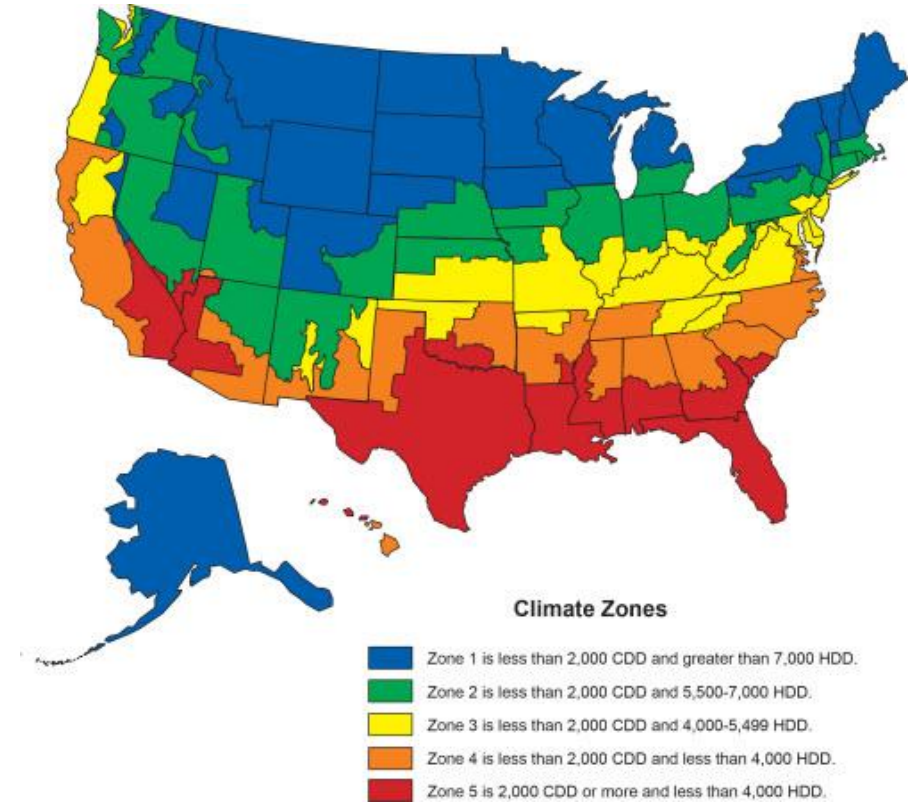 Climate Zones
Zone 1 is less than 2,000 CDD and greater than 7,000 HDD.
Zone 2 is less than 2,000 CDD and 5,500-7,000 HDD.
Zone 3 is less than 2,000 CDD and 4,000-5,499 HDD.
Zone 4 is less than 2,000 CDD and less than 4,000 HDD.
Zone 5 is 2,000 CDD or more and less than 4,000 HDD.